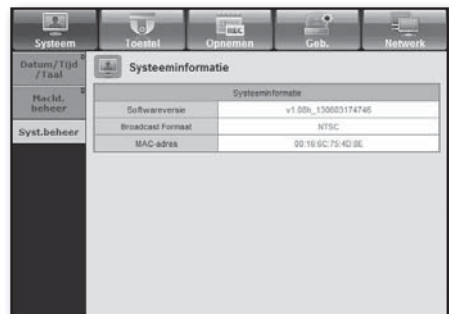 Systeem
Toestel
REC
Opnemen
Geb.
Netwerk
Datum/Tijd
/Taal
Systeeminformatie
Macht.
beheer
Syst.beheer
Systeeminformatie
Softwareversie
v1.08h_130603174746
Broadcast Formaat
NTSC
MAC-adres
00:16:6C:75:4D:8E